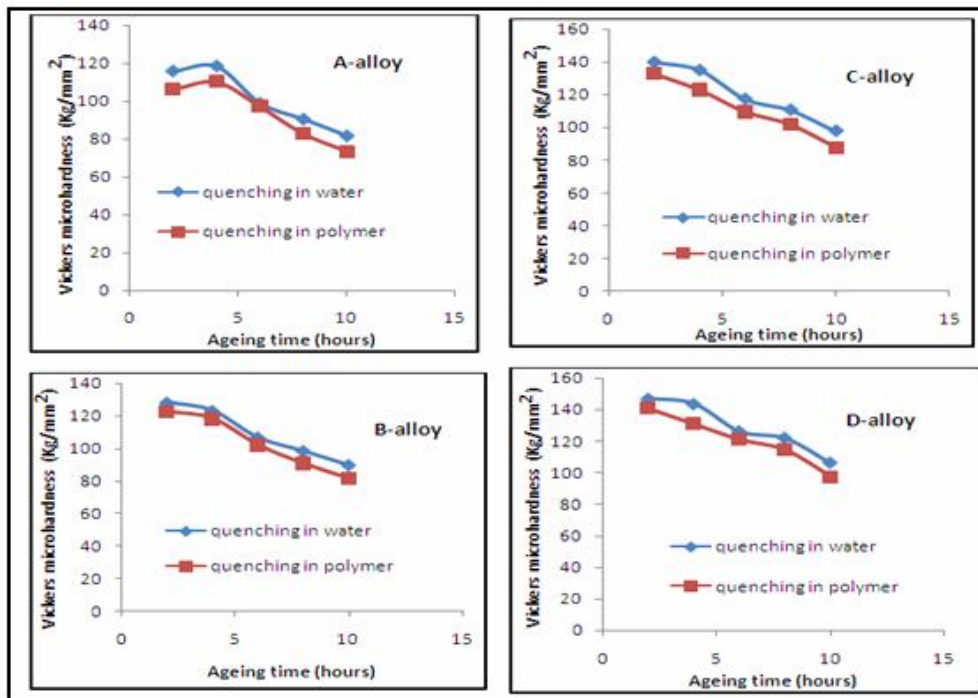 A-alloy
Vickers microhardness (Kg/mm²)
140
120
100
80
60
40
20
0
quenching in water
quenching in polymer
0 5 10 15
Ageing time (hours)
C-alloy
Vickers microhardness (Kg/mm²)
160
140
120
100
80
60
40
20
0
quenching in water
quenching in polymer
0 5 10 15
Ageing time (hours)
B-alloy
Vickers microhardness (Kg/mm²)
140
120
100
80
60
40
20
0
quenching in water
quenching in polymer
0 5 10 15
Ageing time (hours)
D-alloy
Vickers microhardness (Kg/mm²)
160
140
120
100
80
60
40
20
0
quenching in water
quenching in polymer
0 5 10 15
Ageing time (hours)